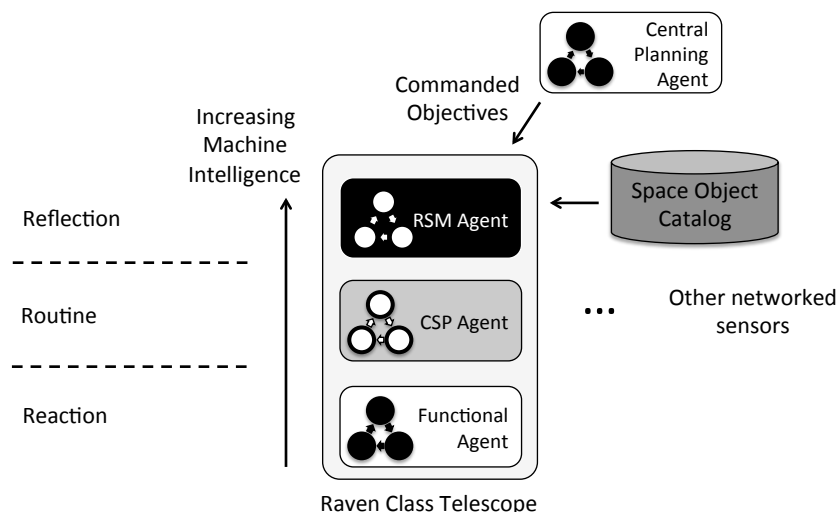 Central
Planning
Agent
Commanded
Objectives
Increasing
Machine
Intelligence
RSM Agent
Space Object
Catalog
Reflection
Routine
CSP Agent
...
Other networked
sensors
Reaction
Functional
Agent
Raven Class Telescope